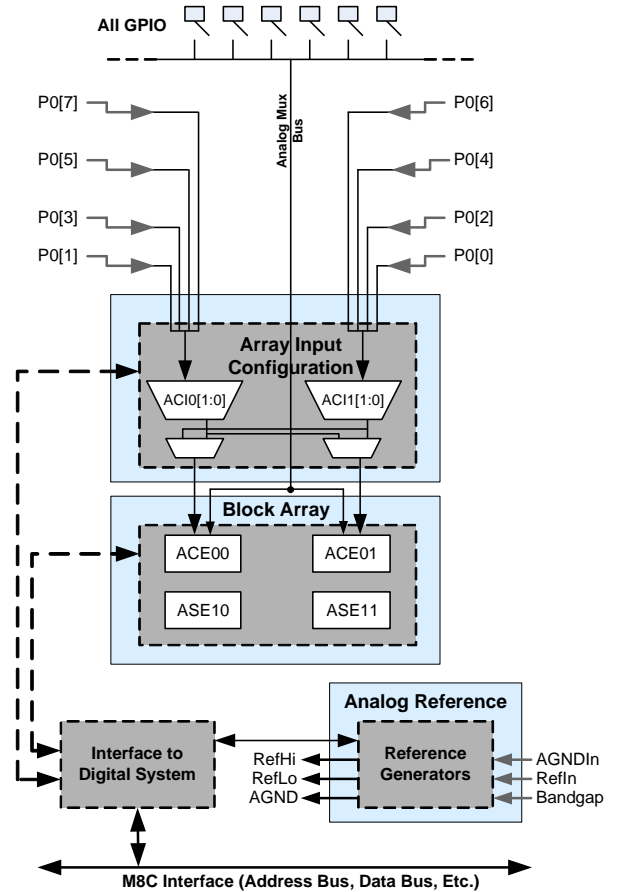 All GPIO
Analog Mux
Bus
P0[7]
P0[6]
P0[5]
P0[4]
P0[3]
P0[2]
P0[1]
P0[0]
Array Input
Configuration
ACI0[1:0]
ACI1[1:0]
Block Array
ACE00
ACE01
ASE10
ASE11
Analog Reference
Interface to
Digital System
RefHi
RefLo
AGND
Reference
Generators
AGNDIn
RefIn
Bandgap
M8C Interface (Address Bus, Data Bus, Etc.)